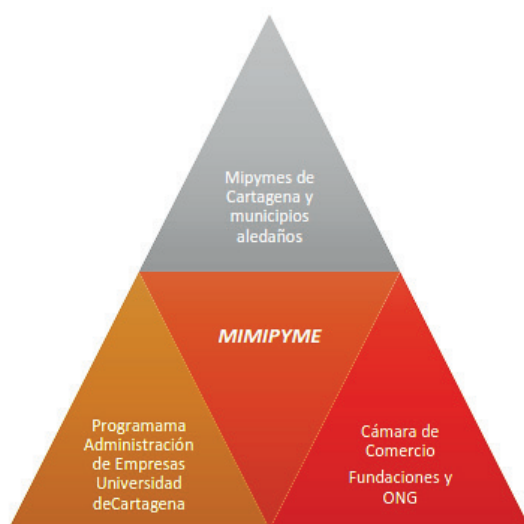 Mipymes de
Cartagena y
municipios
aledaños
MIMIPYME
Programama
Administración
de Empresas
Universidad
deCartagena
Cámara de
Comercio
Fundaciones y
ONG